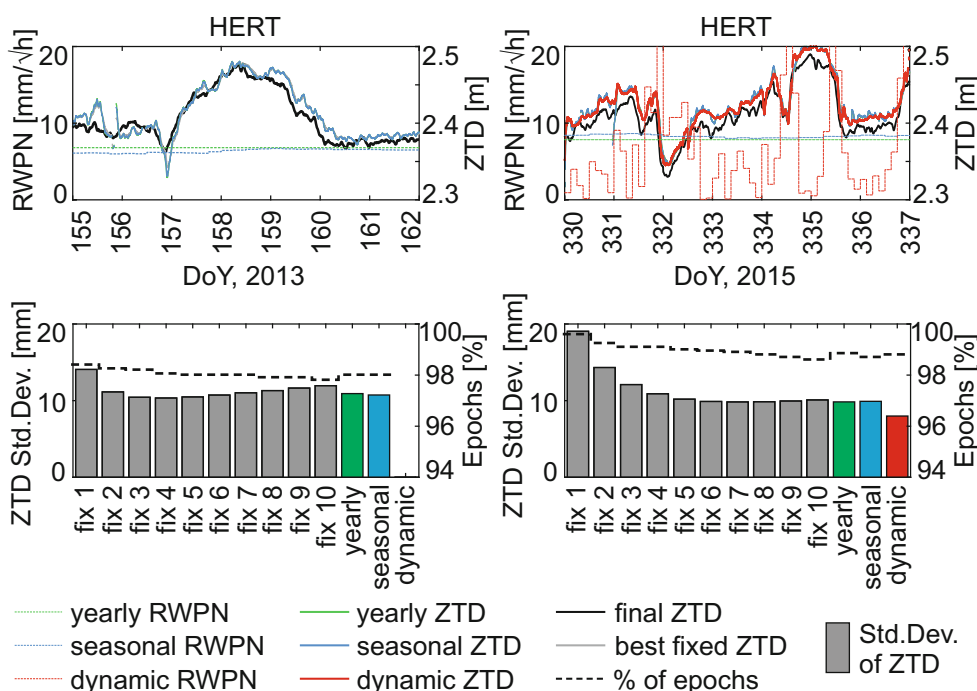 HERT
RWPN [mm/√h]
20
10
0
2.5
2.4
2.3
ZTD [m]
155
156
157
158
159
160
161
162
DoY, 2013
HERT
RWPN [mm/√h]
20
10
0
2.5
2.4
2.3
ZTD [m]
330
331
332
333
334
335
336
337
DoY, 2015
ZTD Std.Dev. [mm]
20
10
0
100
98
96
94
Epochs [%]
fix 1
fix 2
fix 3
fix 4
fix 5
fix 6
fix 7
fix 8
fix 9
fix 10
yearly
seasonal
dynamic
ZTD Std.Dev. [mm]
20
10
0
100
98
96
94
Epochs [%]
fix 1
fix 2
fix 3
fix 4
fix 5
fix 6
fix 7
fix 8
fix 9
fix 10
yearly
seasonal
dynamic
yearly RWPN
seasonal RWPN
dynamic RWPN
yearly ZTD
seasonal ZTD
dynamic ZTD
final ZTD
best fixed ZTD
% of epochs
Std.Dev.
of ZTD